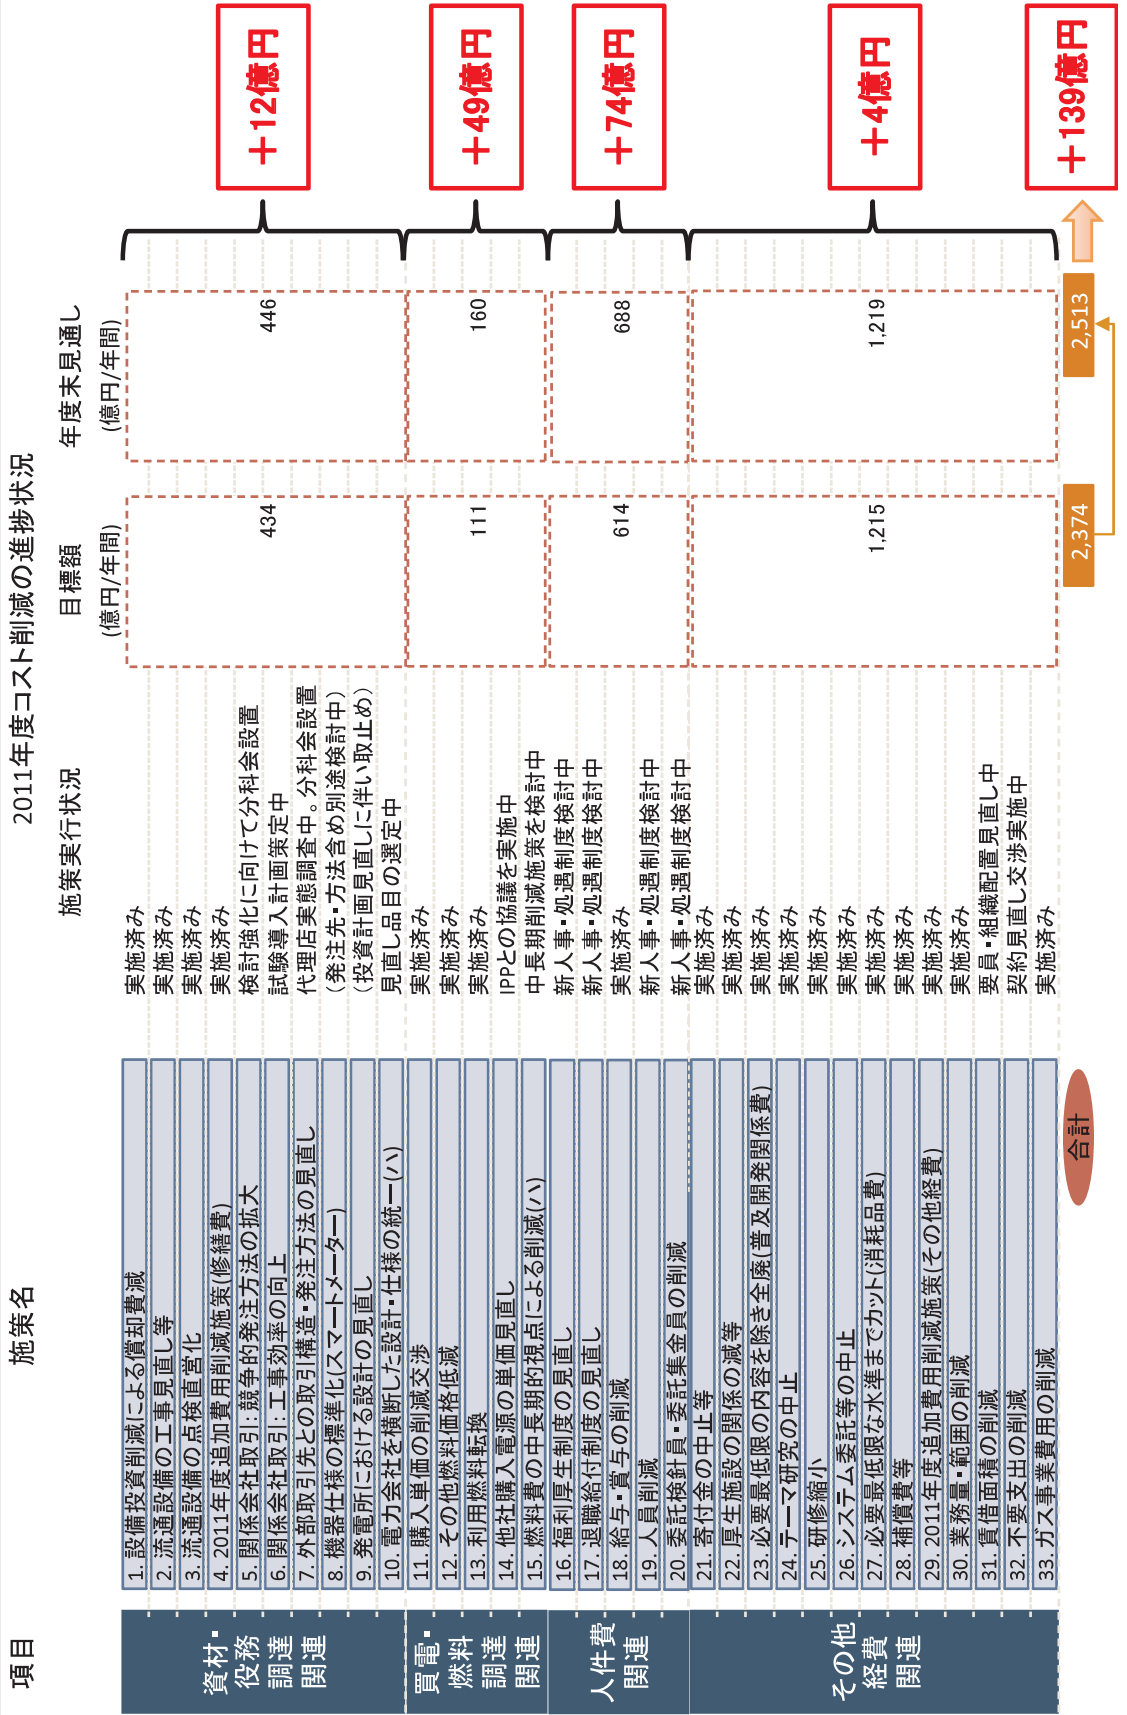 2011年度コスト削減の進捗状況
項目
施策名
施策実行状況
目標額
(億円/年間)
年度末見通し
(億円/年間)
資材・
役務
調達
関連
1. 設備投資削減による償却費減
実施済み
2. 流通設備の工事見直し等
実施済み
3. 流通設備の点検直営化
実施済み
4. 2011年度追加費用削減施策(修繕費)
実施済み
5. 関係会社取引：競争的発注方法の拡大
検討強化に向けて分科会設置
6. 関係会社取引：工事効率の向上
試験導入計画策定中
7. 外部取引先との取引構造・発注方法の見直し
代理店実態調査中。分科会設置
8. 機器仕様の標準化(スマートメーター)
（発注先・方法含め別途検討中）
9. 発電所における設計の見直し
（投資計画見直しに伴い取止め）
10. 電力会社を横断した設計・仕様の統一(ハ)
見直し品目の選定中
434
446
＋12億円
買電・
燃料
調達
関連
11. 購入単価の削減交渉
実施済み
12. その他燃料価格低減
実施済み
13. 利用燃料転換
実施済み
14. 他社購入電源の単価見直し
IPPとの協議を実施中
15. 燃料費の中長期的視点による削減(ハ)
中長期削減施策を検討中
111
160
＋49億円
人件費
関連
16. 福利厚生制度の見直し
新人事・処遇制度検討中
17. 退職給付制度の見直し
新人事・処遇制度検討中
18. 給与・賞与の削減
実施済み
19. 人員削減
新人事・処遇制度検討中
20. 委託検針員・委託集金員の削減
新人事・処遇制度検討中
614
688
＋74億円
その他
経費
関連
21. 寄付金の中止等
実施済み
22. 厚生施設の関係の減等
実施済み
23. 必要最低限の内容を除き全廃(普及開発関係費)
実施済み
24. テーマ研究の中止
実施済み
25. 研修縮小
実施済み
26. システム委託等の中止
実施済み
27. 必要最低限な水準までカット(消耗品費)
実施済み
28. 補償費等
実施済み
29. 2011年度追加費用削減施策(その他経費)
実施済み
30. 業務量・範囲の削減
実施済み
31. 賃借面積の削減
要員・組織配置見直し中
32. 不要支出の削減
契約見直し交渉実施中
33. ガス事業費用の削減
実施済み
1,215
1,219
＋4億円
合計
2,374
2,513
＋139億円